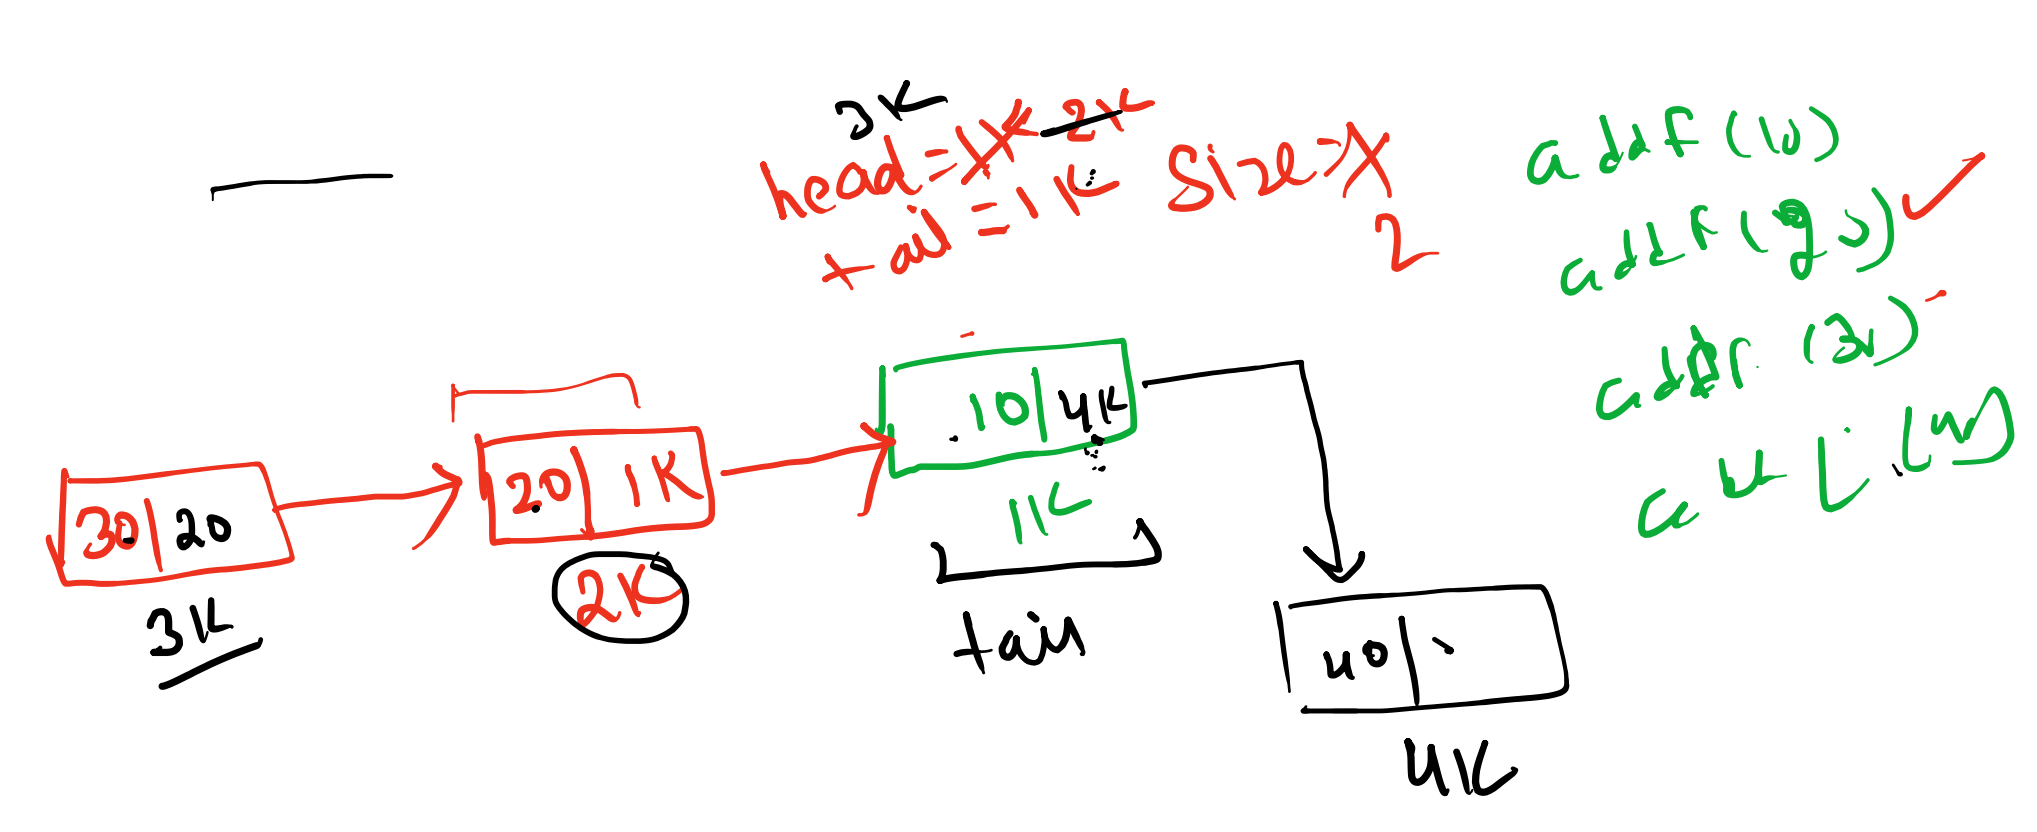 3K
head = 1K 2K
tail = 1K
Size = 1
2
addf (10)
addf (20)
addf (30)
addL (40)
30 | 20
3K
20 | 1K
2K
10 | 4K
1K
tail
40 |
4K